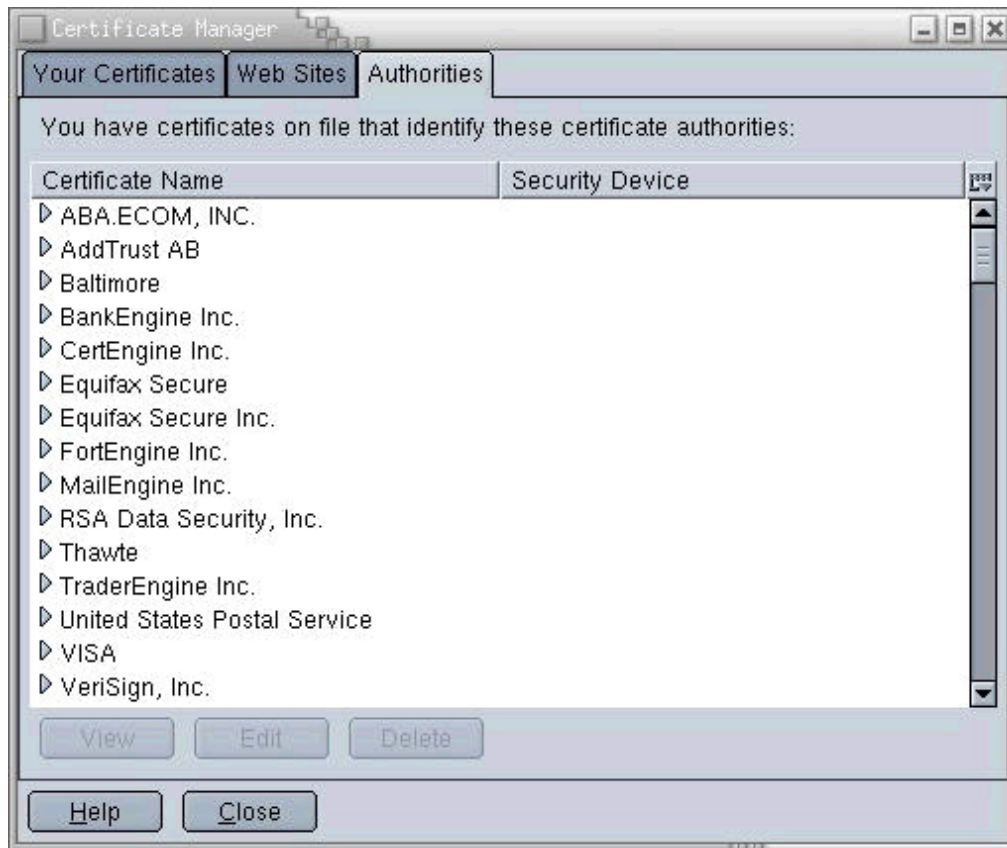 Certificate Manager
Your Certificates Web Sites Authorities
You have certificates on file that identify these certificate authorities:
Certificate Name Security Device
ABA.ECOM, INC.
AddTrust AB
Baltimore
BankEngine Inc.
CertEngine Inc.
Equifax Secure
Equifax Secure Inc.
FortEngine Inc.
MailEngine Inc.
RSA Data Security, Inc.
Thawte
TraderEngine Inc.
United States Postal Service
VISA
VeriSign, Inc.
View Edit Delete
Help Close